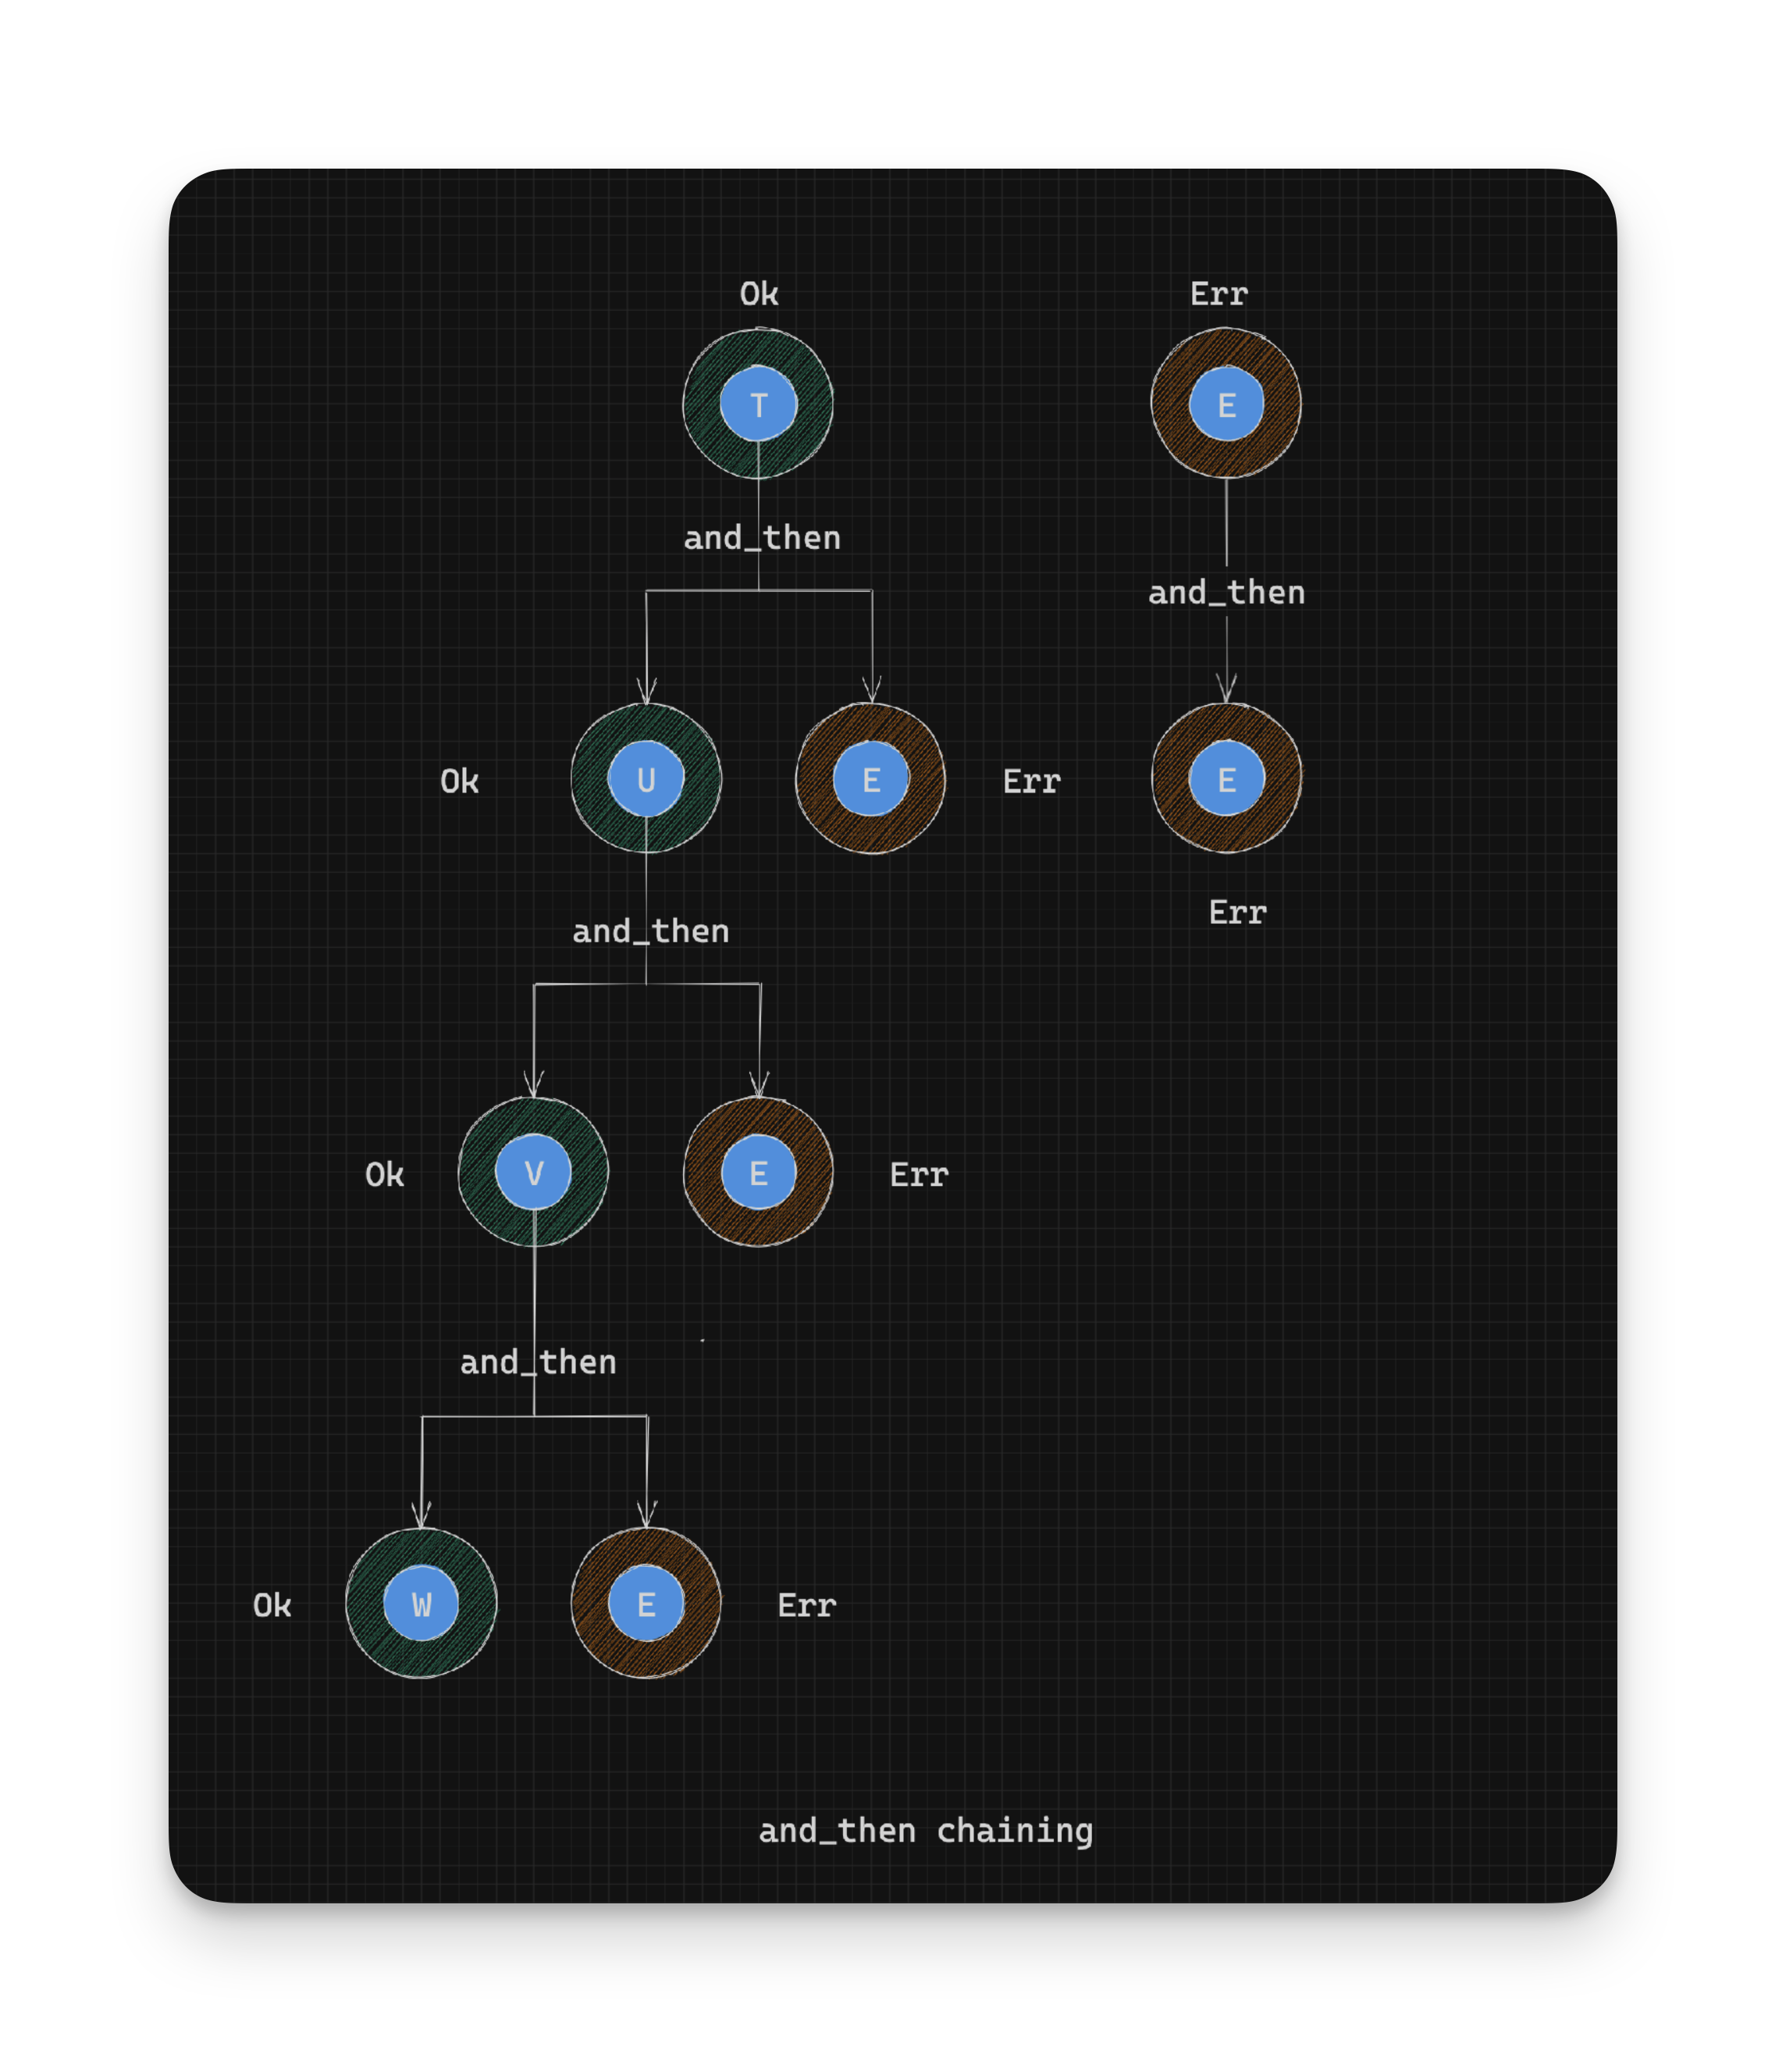 Ok
Err
T
E
and_then
and_then
Ok
U
E
Err
E
Err
and_then
Ok
V
E
Err
and_then
Ok
W
E
Err
and_then chaining